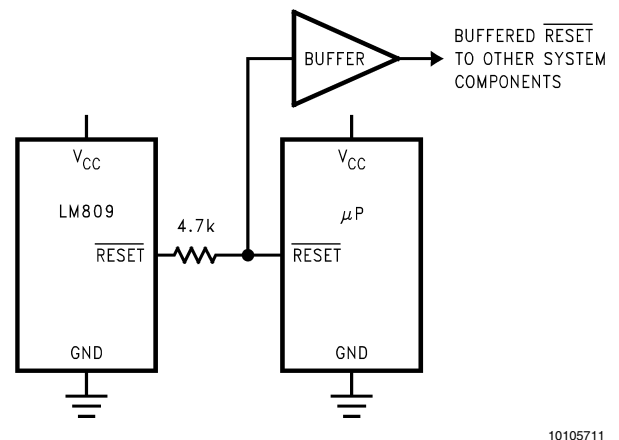 BUFFER
BUFFERED RESET
TO OTHER SYSTEM
COMPONENTS
VCC
LM809
RESET
GND
4.7k
VCC
μP
RESET
GND
10105711